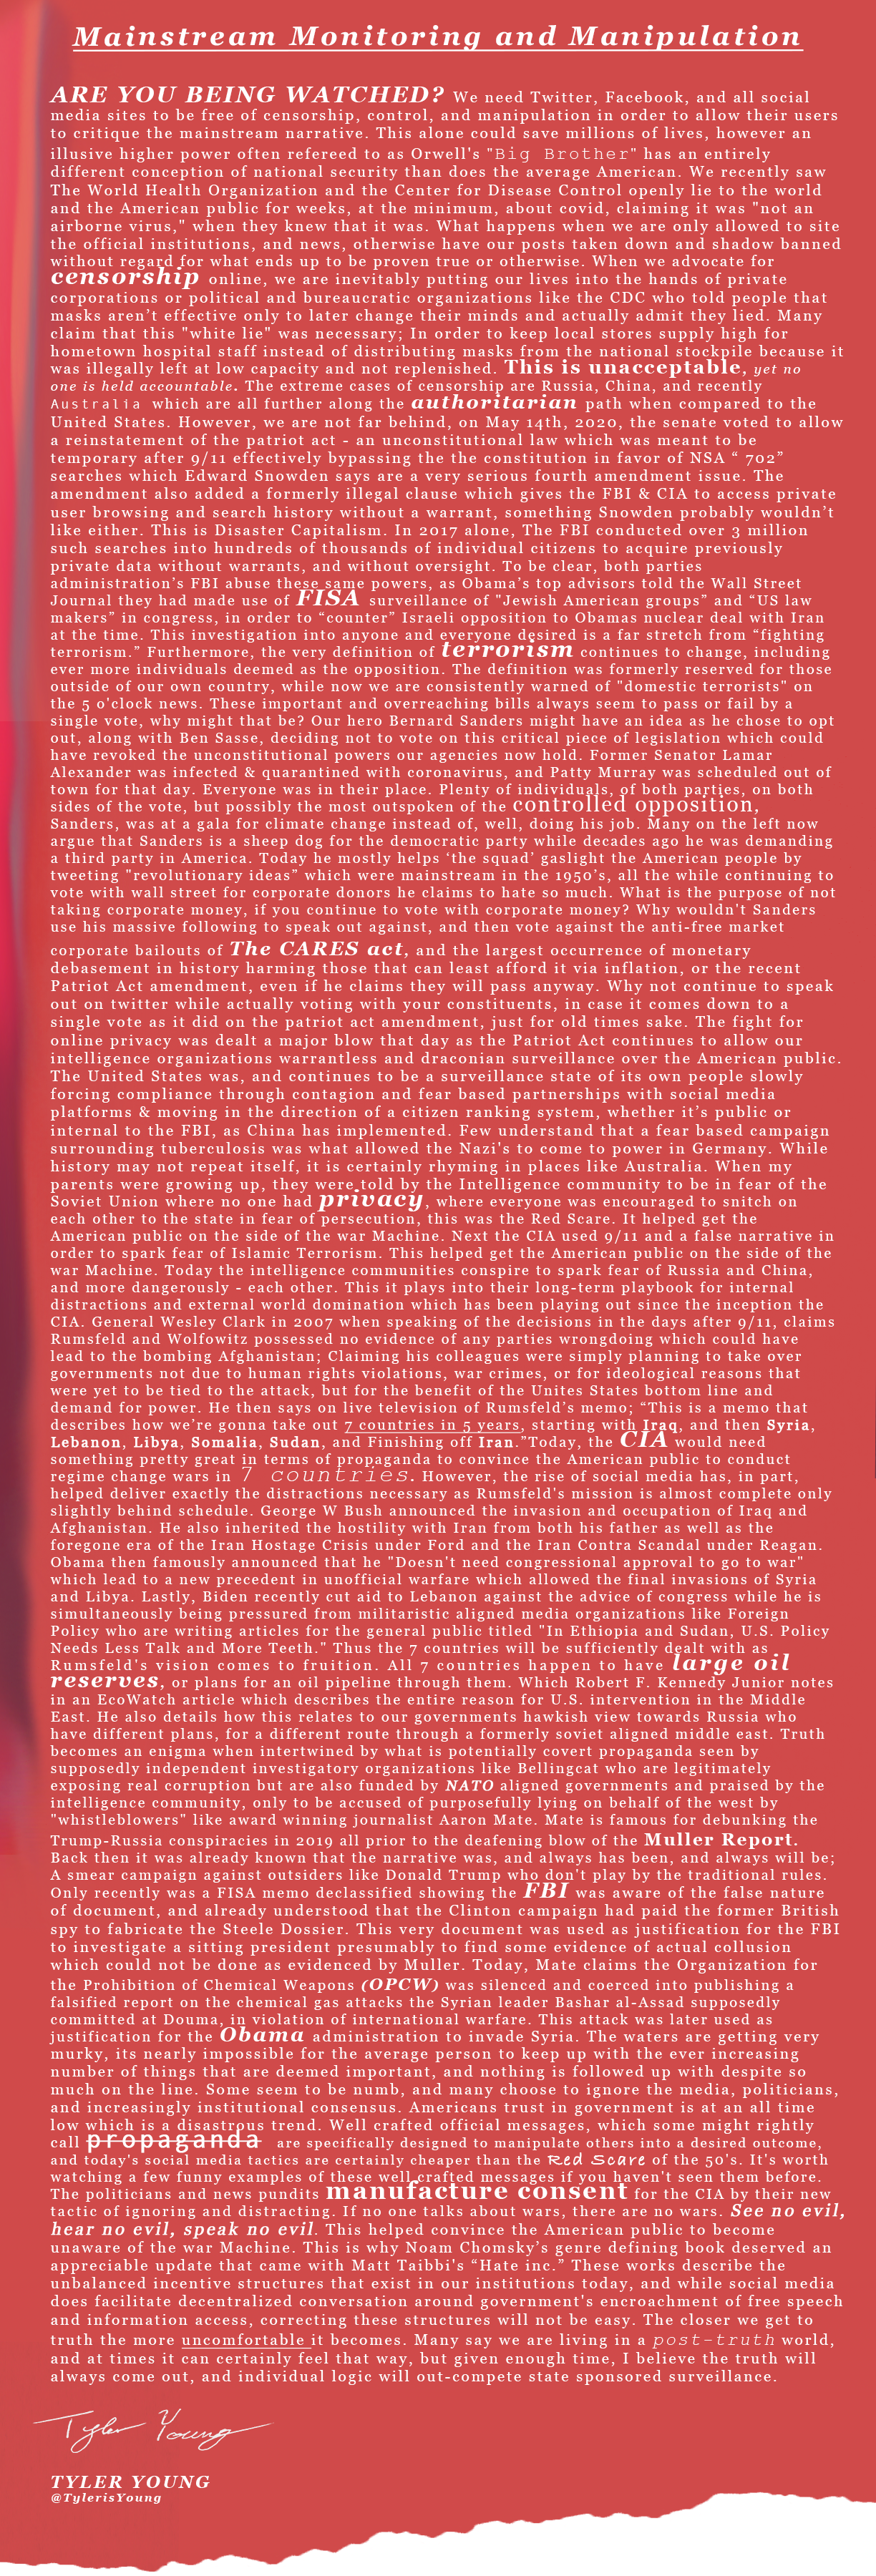 Mainstream Monitoring and Manipulation
ARE YOU BEING WATCHED? We need Twitter, Facebook, and all social
media sites to be free of censorship, control, and manipulation in order to allow their users
to critique the mainstream narrative. This alone could save millions of lives, however an
illusive higher power often refereed to as Orwell's "Big Brother" has an entirely
different conception of national security than does the average American. We recently saw
The World Health Organization and the Center for Disease Control openly lie to the world
and the American public for weeks, at the minimum, about covid, claiming it was "not an
airborne virus," when they knew that it was. What happens when we are only allowed to site
the official institutions, and news, otherwise have our posts taken down and shadow banned
without regard for what ends up to be proven true or otherwise. When we advocate for
censorship online, we are inevitably putting our lives into the hands of private
corporations or political and bureaucratic organizations like the CDC who told people that
masks aren't effective only to later change their minds and actually admit they lied. Many
claim that this "white lie" was necessary; In order to keep local stores supply high for
hometown hospital staff instead of distributing masks from the national stockpile because it
was illegally left at low capacity and not replenished. This is unacceptable, yet no
one is held accountable. The extreme cases of censorship are Russia, China, and recently
Australia which are all further along the authoritarian path when compared to the
United States. However, we are not far behind, on May 14th, 2020, the senate voted to allow
a reinstatement of the patriot act - an unconstitutional law which was meant to be
temporary after 9/11 effectively bypassing the the constitution in favor of NSA “ 702”
searches which Edward Snowden says are a very serious fourth amendment issue. The
amendment also added a formerly illegal clause which gives the FBI & CIA to access private
user browsing and search history without a warrant, something Snowden probably wouldn’t
like either. This is Disaster Capitalism. In 2017 alone, The FBI conducted over 3 million
such searches into hundreds of thousands of individual citizens to acquire previously
private data without warrants, and without oversight. To be clear, both parties
administration’s FBI abuse these same powers, as Obama’s top advisors told the Wall Street
Journal they had made use of FISA surveillance of "Jewish American groups” and “US law
makers” in congress, in order to “counter” Israeli opposition to Obamas nuclear deal with Iran
at the time. This investigation into anyone and everyone desired is a far stretch from “fighting
terrorism.” Furthermore, the very definition of terrorism continues to change, including
ever more individuals deemed as the opposition. The definition was formerly reserved for those
outside of our own country, while now we are consistently warned of "domestic terrorists" on
the 5 o'clock news. These important and overreaching bills always seem to pass or fail by a
single vote, why might that be? Our hero Bernard Sanders might have an idea as he chose to opt
out, along with Ben Sasse, deciding not to vote on this critical piece of legislation which could
have revoked the unconstitutional powers our agencies now hold. Former Senator Lamar
Alexander was infected & quarantined with coronavirus, and Patty Murray was scheduled out of
town for that day. Everyone was in their place. Plenty of individuals, of both parties, on both
sides of the vote, but possibly the most outspoken of the controlled opposition,
Sanders, was at a gala for climate change instead of, well, doing his job. Many on the left now
argue that Sanders is a sheep dog for the democratic party while decades ago he was demanding
a third party in America. Today he mostly helps ‘the squad’ gaslight the American people by
tweeting "revolutionary ideas” which were mainstream in the 1950’s, all the while continuing to
vote with wall street for corporate donors he claims to hate so much. What is the purpose of not
taking corporate money, if you continue to vote with corporate money? Why wouldn't Sanders
use his massive following to speak out against, and then vote against the anti-free market
corporate bailouts of The CARES act, and the largest occurrence of monetary
debasement in history harming those that can least afford it via inflation, or the recent
Patriot Act amendment, even if he claims they will pass anyway. Why not continue to speak
out on twitter while actually voting with your constituents, in case it comes down to a
single vote as it did on the patriot act amendment, just for old times sake. The fight for
online privacy was dealt a major blow that day as the Patriot Act continues to allow our
intelligence organizations warrantless and draconian surveillance over the American public.
The United States was, and continues to be a surveillance state of its own people slowly
forcing compliance through contagion and fear based partnerships with social media
platforms & moving in the direction of a citizen ranking system, whether it’s public or
internal to the FBI, as China has implemented. Few understand that a fear based campaign
surrounding tuberculosis was what allowed the Nazi's to come to power in Germany. While
history may not repeat itself, it is certainly rhyming in places like Australia. When my
parents were growing up, they were told by the Intelligence community to be in fear of the
Soviet Union where no one had privacy, where everyone was encouraged to snitch on
each other to the state in fear of persecution, this was the Red Scare. It helped get the
American public on the side of the war Machine. Next the CIA used 9/11 and a false narrative in
order to spark fear of Islamic Terrorism. This helped get the American public on the side of the
war Machine. Today the intelligence communities conspire to spark fear of Russia and China,
and more dangerously - each other. This it plays into their long-term playbook for internal
distractions and external world domination which has been playing out since the inception the
CIA. General Wesley Clark in 2007 when speaking of the decisions in the days after 9/11, claims
Rumsfeld and Wolfowitz possessed no evidence of any parties wrongdoing which could have
lead to the bombing Afghanistan; Claiming his colleagues were simply planning to take over
governments not due to human rights violations, war crimes, or for ideological reasons that
were yet to be tied to the attack, but for the benefit of the Unites States bottom line and
demand for power. He then says on live television of Rumsfeld’s memo; “This is a memo that
describes how we’re gonna take out 7 countries in 5 years, starting with Iraq, and then Syria,
Lebanon, Libya, Somalia, Sudan, and Finishing off Iran.”Today, the CIA would need
something pretty great in terms of propaganda to convince the American public to conduct
regime change wars in 7 countries. However, the rise of social media has, in part,
helped deliver exactly the distractions necessary as Rumsfeld's mission is almost complete only
slightly behind schedule. George W Bush announced the invasion and occupation of Iraq and
Afghanistan. He also inherited the hostility with Iran from both his father as well as the
foregone era of the Iran Hostage Crisis under Ford and the Iran Contra Scandal under Reagan.
Obama then famously announced that he "Doesn't need congressional approval to go to war"
which lead to a new precedent in unofficial warfare which allowed the final invasions of Syria
and Libya. Lastly, Biden recently cut aid to Lebanon against the advice of congress while he is
simultaneously being pressured from militaristic aligned media organizations like Foreign
Policy who are writing articles for the general public titled "In Ethiopia and Sudan, U.S. Policy
Needs Less Talk and More Teeth." Thus the 7 countries will be sufficiently dealt with as
Rumsfeld's vision comes to fruition. All 7 countries happen to have large oil
reserves, or plans for an oil pipeline through them. Which Robert F. Kennedy Junior notes
in an EcoWatch article which describes the entire reason for U.S. intervention in the Middle
East. He also details how this relates to our governments hawkish view towards Russia who
have different plans, for a different route through a formerly soviet aligned middle east. Truth
becomes an enigma when intertwined by what is potentially covert propaganda seen by
supposedly independent investigatory organizations like Bellingcat who are legitimately
exposing real corruption but are also funded by NATO aligned governments and praised by the
intelligence community, only to be accused of purposefully lying on behalf of the west by
"whistleblowers" like award winning journalist Aaron Mate. Mate is famous for debunking the
Trump-Russia conspiracies in 2019 all prior to the deafening blow of the Muller Report.
Back then it was already known that the narrative was, and always has been, and always will be;
A smear campaign against outsiders like Donald Trump who don't play by the traditional rules.
Only recently was a FISA memo declassified showing the FBI was aware of the false nature
of document, and already understood that the Clinton campaign had paid the former British
spy to fabricate the Steele Dossier. This very document was used as justification for the FBI
to investigate a sitting president presumably to find some evidence of actual collusion
which could not be done as evidenced by Muller. Today, Mate claims the Organization for
the Prohibition of Chemical Weapons (OPCW) was silenced and coerced into publishing a
falsified report on the chemical gas attacks the Syrian leader Bashar al-Assad supposedly
committed at Douma, in violation of international warfare. This attack was later used as
justification for the Obama administration to invade Syria. The waters are getting very
murky, its nearly impossible for the average person to keep up with the ever increasing
number of things that are deemed important, and nothing is followed up with despite so
much on the line. Some seem to be numb, and many choose to ignore the media, politicians,
and increasingly institutional consensus. Americans trust in government is at an all time
low which is a disastrous trend. Well crafted official messages, which some might rightly
call propaganda are specifically designed to manipulate others into a desired outcome,
and today's social media tactics are certainly cheaper than the Red Scare of the 50's. It's worth
watching a few funny examples of these well crafted messages if you haven't seen them before.
The politicians and news pundits manufacture consent for the CIA by their new
tactic of ignoring and distracting. If no one talks about wars, there are no wars. See no evil,
hear no evil, speak no evil. This helped convince the American public to become
unaware of the war Machine. This is why Noam Chomsky’s genre defining book deserved an
appreciable update that came with Matt Taibbi's “Hate inc.” These works describe the
unbalanced incentive structures that exist in our institutions today, and while social media
does facilitate decentralized conversation around government's encroachment of free speech
and information access, correcting these structures will not be easy. The closer we get to
truth the more uncomfortable it becomes. Many say we are living in a post-truth world,
and at times it can certainly feel that way, but given enough time, I believe the truth will
always come out, and individual logic will out-compete state sponsored surveillance.
Tyler Young
TYLER YOUNG
@TylerisYoung